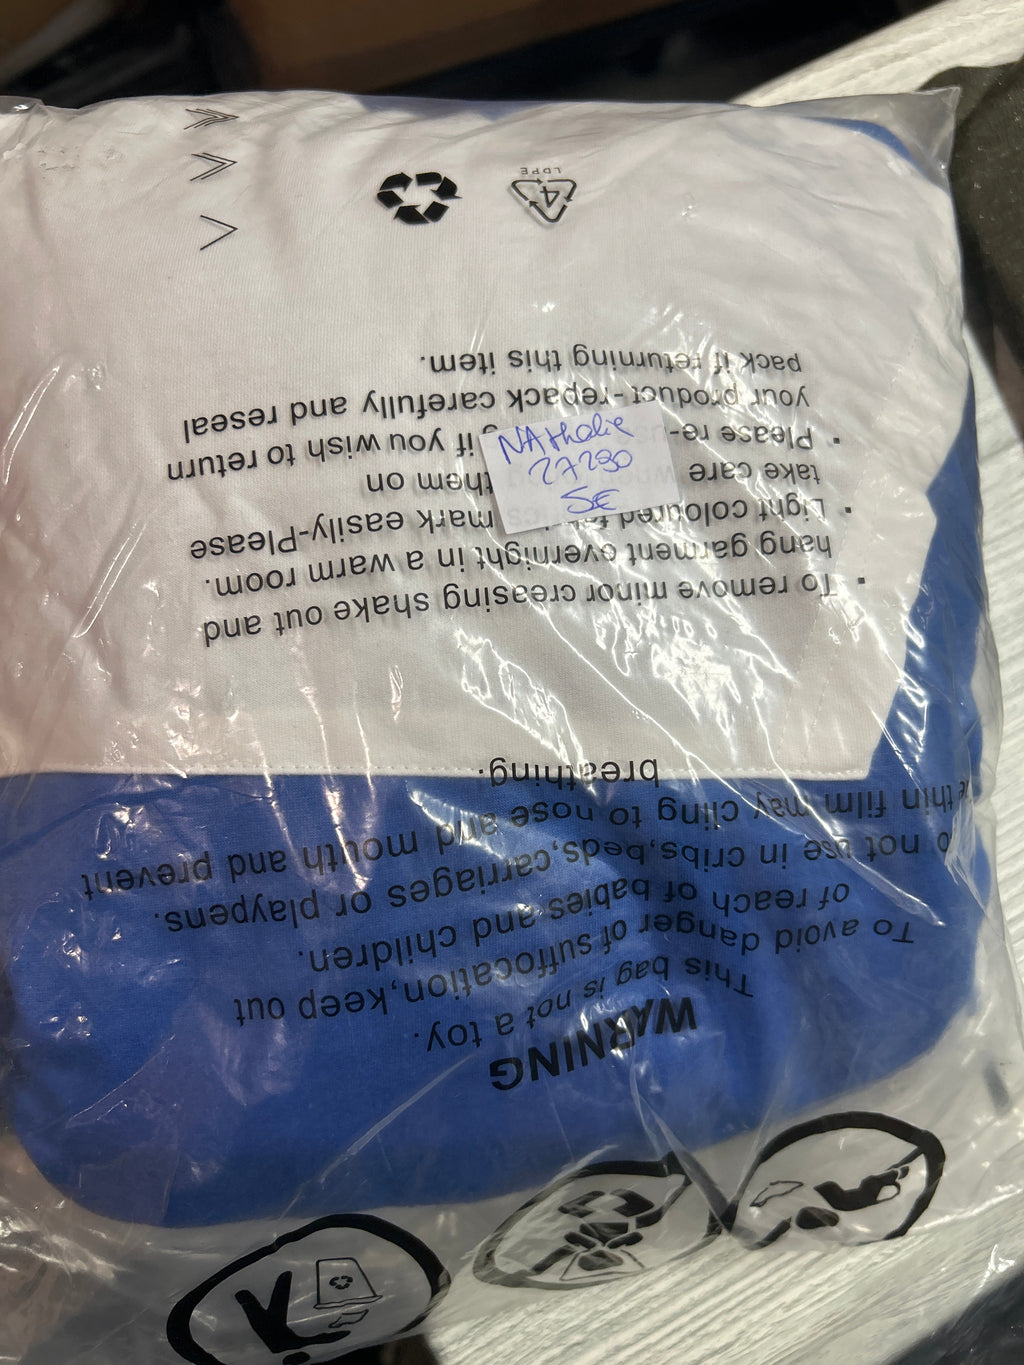 WARNING
This bag is not a toy.
To avoid danger of suffocation,keep out
of reach of babies and children.
not use in cribs,beds,carriages or playpens.
thin film may cling to nose and mouth and prevent
breathing.
• To remove minor creasing shake out and
hang garment overnight in a warm room.
• Light coloured mark easily-Please
take care them on
• Please re- if you wish to return
your product-repack carefully and reseal
pack if returning this item.
4
LDPE
NAthalie
27290
5€